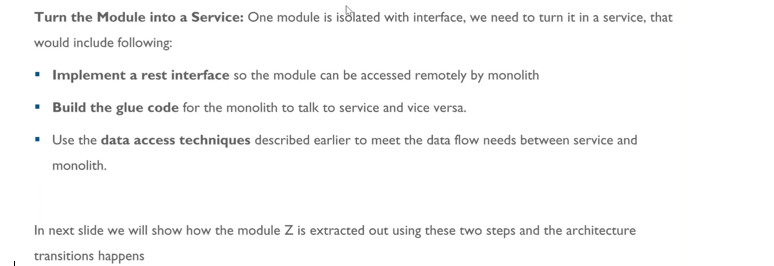 Turn the Module into a Service: One module is isolated with interface, we need to turn it in a service, that
would include following:
▪ Implement a rest interface so the module can be accessed remotely by monolith
▪ Build the glue code for the monolith to talk to service and vice versa.
▪ Use the data access techniques described earlier to meet the data flow needs between service and
monolith.
In next slide we will show how the module Z is extracted out using these two steps and the architecture
transitions happens